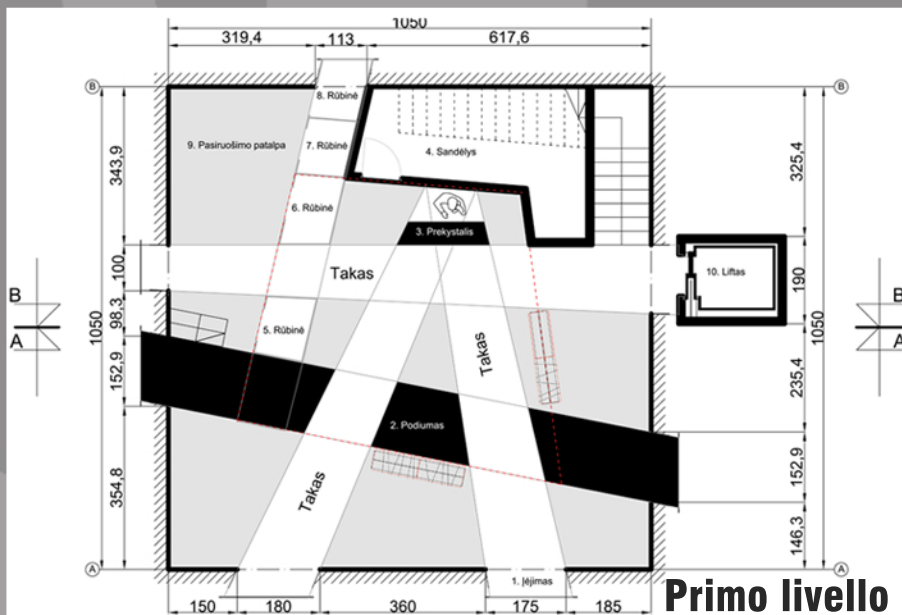 1050
319,4
113
617,6
B
B
8. Rūbinė
9. Pasiruošimo patalpa
7. Rūbinė
4. Sandėlys
343,9
325,4
6. Rūbinė
3. Prekystalis
Takas
10. Liftas
100
190
B
A
B
A
1050
98,3
5. Rūbinė
Takas
1050
152,9
235,4
2. Podiumas
354,8
Takas
152,9
146,3
A
A
1. Įėjimas
150
180
360
175
185
Primo livello